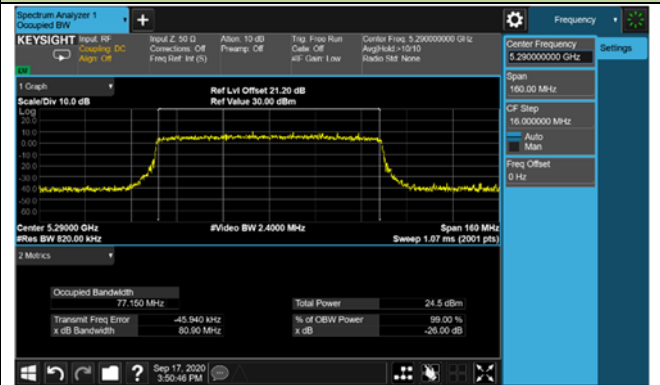 Spectrum Analyzer 1
Occupied BW
Frequency
KEYSIGHT
Input: RF
Coupling: DC
Align: Off
Input Z: 50 Ω
Corrections: Off
Freq Ref: Int (S)
Atten: 10 dB
Preamp: Off
Trig: Free Run
Gate: Off
#IF Gain: Low
Center Freq: 5.290000000 GHz
Avg|Hold:>10/10
Radio Std: None
Center Frequency
5.290000000 GHz
Settings
Span
160.00 MHz
CF Step
16.000000 MHz
Auto
Man
Freq Offset
0 Hz
1 Graph
Scale/Div 10.0 dB
Ref Lvl Offset 21.20 dB
Ref Value 30.00 dBm
Log
20.0
10.0
0.00
-10.0
-20.0
-30.0
-40.0
-50.0
-60.0
Center 5.29000 GHz
#Res BW 820.00 kHz
#Video BW 2.4000 MHz
Span 160 MHz
Sweep 1.07 ms (2001 pts)
2 Metrics
Occupied Bandwidth
77.150 MHz
Total Power 24.5 dBm
Transmit Freq Error -45.940 kHz
% of OBW Power 99.00 %
x dB Bandwidth 80.90 MHz
x dB -26.00 dB
Sep 17, 2020
3:50:46 PM